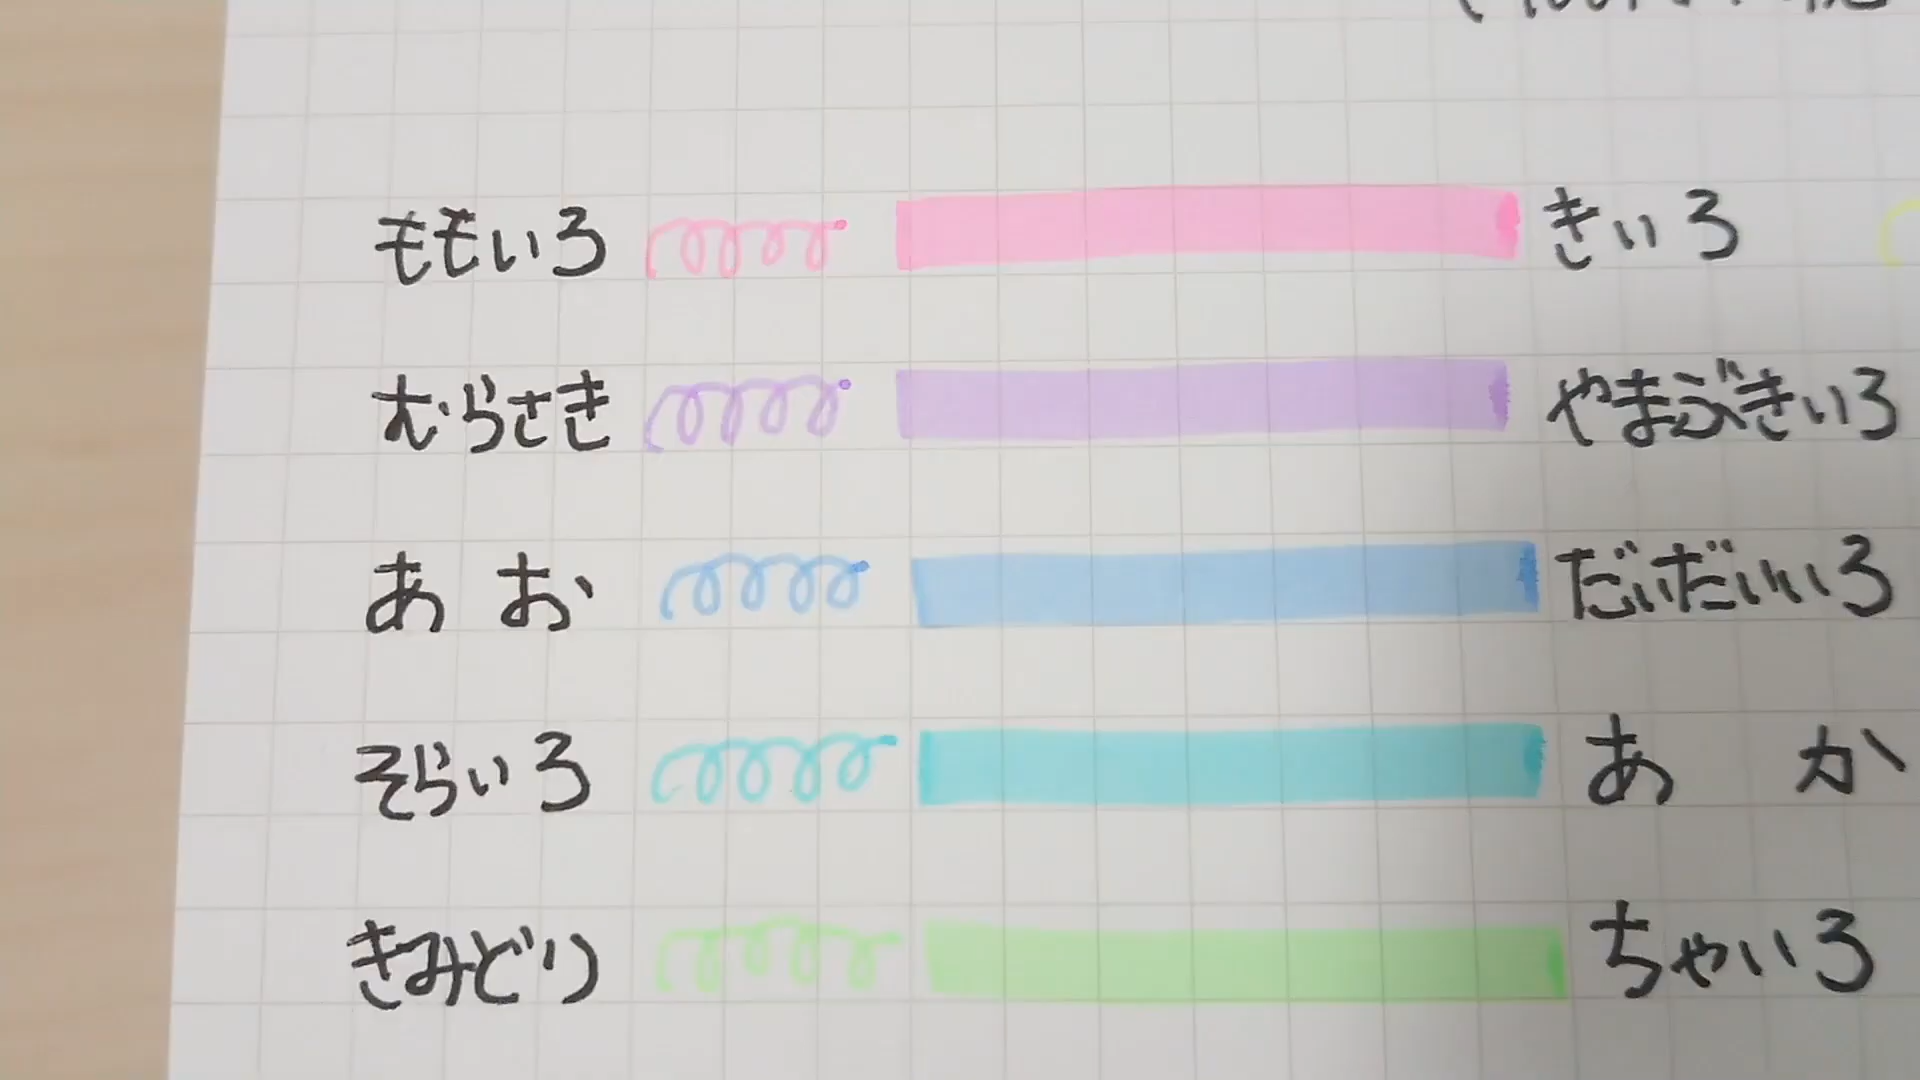 ももいろ きいろ
むらさき やまぶきいろ
あお だいだいいろ
そらいろ あか
きみどり ちゃいろ